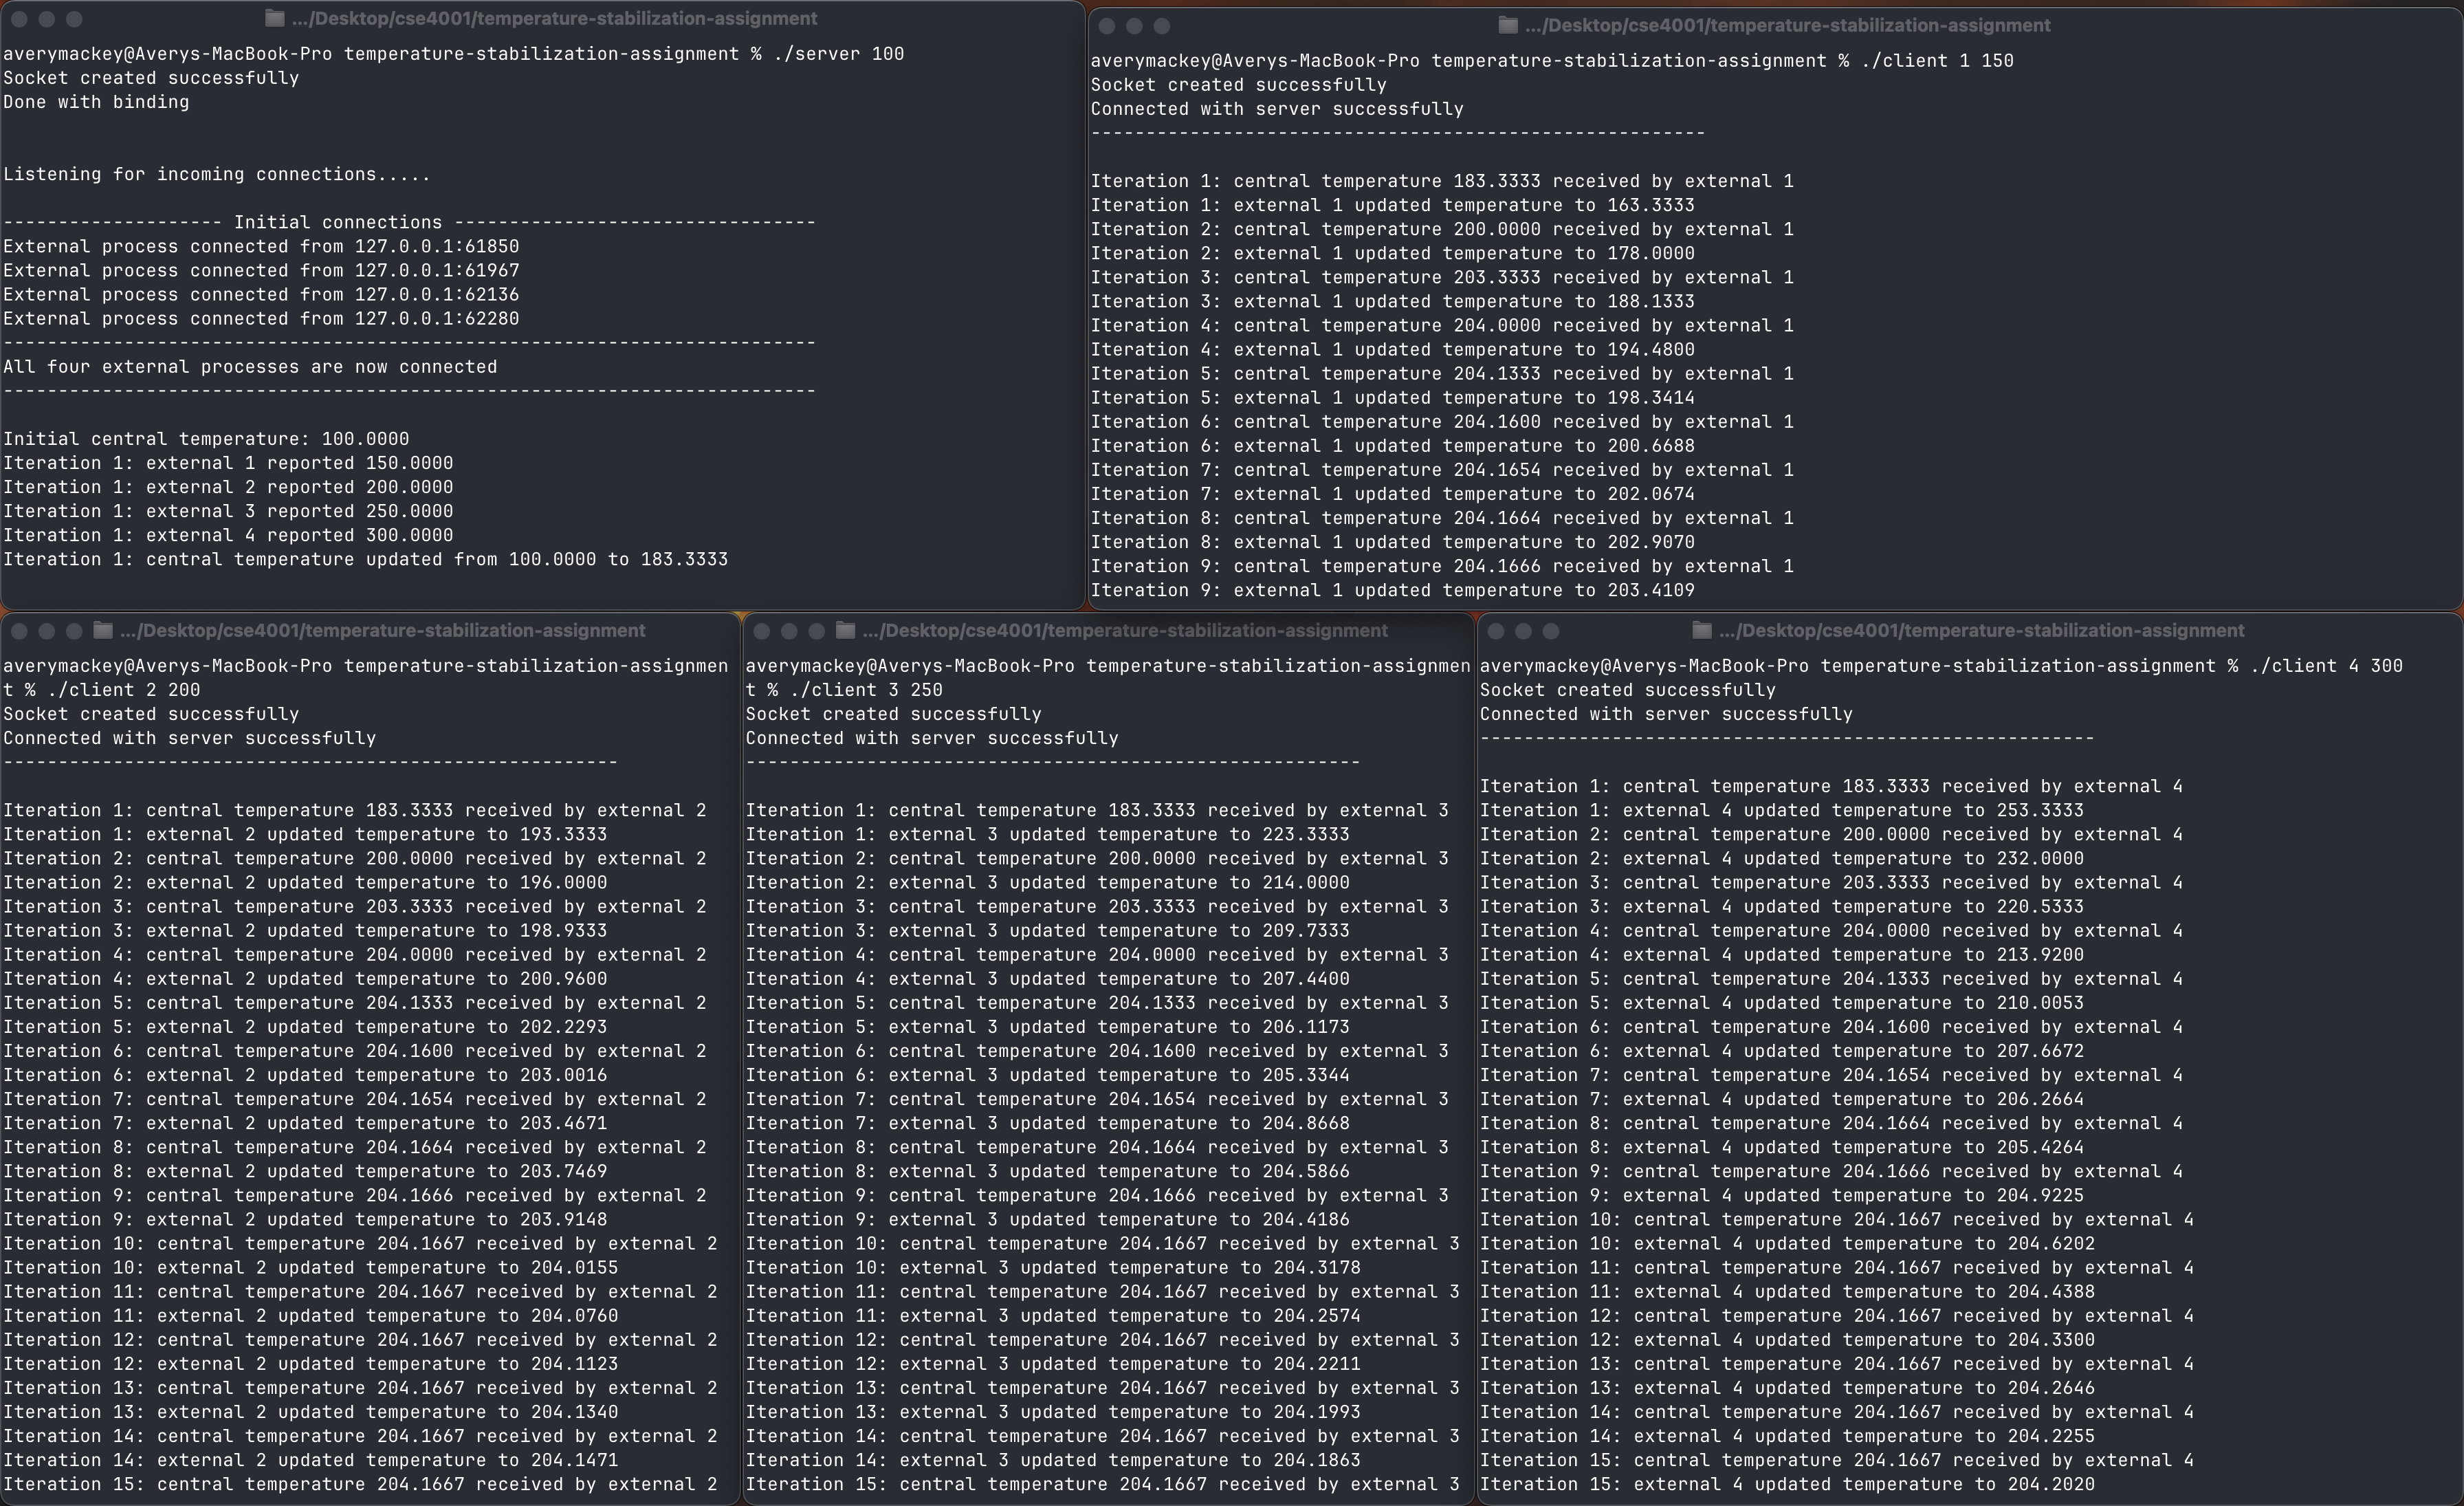 .../Desktop/cse4001/temperature-stabilization-assignment
averymackey@Averys-MacBook-Pro temperature-stabilization-assignment % ./server 100
Socket created successfully
Done with binding
Listening for incoming connections.....
-------------------- Initial connections ---------------------------------
External process connected from 127.0.0.1:61850
External process connected from 127.0.0.1:61967
External process connected from 127.0.0.1:62136
External process connected from 127.0.0.1:62280
--------------------------------------------------------------------------
All four external processes are now connected
--------------------------------------------------------------------------
Initial central temperature: 100.0000
Iteration 1: external 1 reported 150.0000
Iteration 1: external 2 reported 200.0000
Iteration 1: external 3 reported 250.0000
Iteration 1: external 4 reported 300.0000
Iteration 1: central temperature updated from 100.0000 to 183.3333
.../Desktop/cse4001/temperature-stabilization-assignment
averymackey@Averys-MacBook-Pro temperature-stabilization-assignment % ./client 1 150
Socket created successfully
Connected with server successfully
--------------------------------------------------------
Iteration 1: central temperature 183.3333 received by external 1
Iteration 1: external 1 updated temperature to 163.3333
Iteration 2: central temperature 200.0000 received by external 1
Iteration 2: external 1 updated temperature to 178.0000
Iteration 3: central temperature 203.3333 received by external 1
Iteration 3: external 1 updated temperature to 188.1333
Iteration 4: central temperature 204.0000 received by external 1
Iteration 4: external 1 updated temperature to 194.4800
Iteration 5: central temperature 204.1333 received by external 1
Iteration 5: external 1 updated temperature to 198.3414
Iteration 6: central temperature 204.1600 received by external 1
Iteration 6: external 1 updated temperature to 200.6688
Iteration 7: central temperature 204.1654 received by external 1
Iteration 7: external 1 updated temperature to 202.0674
Iteration 8: central temperature 204.1664 received by external 1
Iteration 8: external 1 updated temperature to 202.9070
Iteration 9: central temperature 204.1666 received by external 1
Iteration 9: external 1 updated temperature to 203.4109
.../Desktop/cse4001/temperature-stabilization-assignment
averymackey@Averys-MacBook-Pro temperature-stabilization-assignmen
t % ./client 2 200
Socket created successfully
Connected with server successfully
--------------------------------------------------------
Iteration 1: central temperature 183.3333 received by external 2
Iteration 1: external 2 updated temperature to 193.3333
Iteration 2: central temperature 200.0000 received by external 2
Iteration 2: external 2 updated temperature to 196.0000
Iteration 3: central temperature 203.3333 received by external 2
Iteration 3: external 2 updated temperature to 198.9333
Iteration 4: central temperature 204.0000 received by external 2
Iteration 4: external 2 updated temperature to 200.9600
Iteration 5: central temperature 204.1333 received by external 2
Iteration 5: external 2 updated temperature to 202.2293
Iteration 6: central temperature 204.1600 received by external 2
Iteration 6: external 2 updated temperature to 203.0016
Iteration 7: central temperature 204.1654 received by external 2
Iteration 7: external 2 updated temperature to 203.4671
Iteration 8: central temperature 204.1664 received by external 2
Iteration 8: external 2 updated temperature to 203.7469
Iteration 9: central temperature 204.1666 received by external 2
Iteration 9: external 2 updated temperature to 203.9148
Iteration 10: central temperature 204.1667 received by external 2
Iteration 10: external 2 updated temperature to 204.0155
Iteration 11: central temperature 204.1667 received by external 2
Iteration 11: external 2 updated temperature to 204.0760
Iteration 12: central temperature 204.1667 received by external 2
Iteration 12: external 2 updated temperature to 204.1123
Iteration 13: central temperature 204.1667 received by external 2
Iteration 13: external 2 updated temperature to 204.1340
Iteration 14: central temperature 204.1667 received by external 2
Iteration 14: external 2 updated temperature to 204.1471
Iteration 15: central temperature 204.1667 received by external 2
.../Desktop/cse4001/temperature-stabilization-assignment
averymackey@Averys-MacBook-Pro temperature-stabilization-assignmen
t % ./client 3 250
Socket created successfully
Connected with server successfully
--------------------------------------------------------
Iteration 1: central temperature 183.3333 received by external 3
Iteration 1: external 3 updated temperature to 223.3333
Iteration 2: central temperature 200.0000 received by external 3
Iteration 2: external 3 updated temperature to 214.0000
Iteration 3: central temperature 203.3333 received by external 3
Iteration 3: external 3 updated temperature to 209.7333
Iteration 4: central temperature 204.0000 received by external 3
Iteration 4: external 3 updated temperature to 207.4400
Iteration 5: central temperature 204.1333 received by external 3
Iteration 5: external 3 updated temperature to 206.1173
Iteration 6: central temperature 204.1600 received by external 3
Iteration 6: external 3 updated temperature to 205.3344
Iteration 7: central temperature 204.1654 received by external 3
Iteration 7: external 3 updated temperature to 204.8668
Iteration 8: central temperature 204.1664 received by external 3
Iteration 8: external 3 updated temperature to 204.5866
Iteration 9: central temperature 204.1666 received by external 3
Iteration 9: external 3 updated temperature to 204.4186
Iteration 10: central temperature 204.1667 received by external 3
Iteration 10: external 3 updated temperature to 204.3178
Iteration 11: central temperature 204.1667 received by external 3
Iteration 11: external 3 updated temperature to 204.2574
Iteration 12: central temperature 204.1667 received by external 3
Iteration 12: external 3 updated temperature to 204.2211
Iteration 13: central temperature 204.1667 received by external 3
Iteration 13: external 3 updated temperature to 204.1993
Iteration 14: central temperature 204.1667 received by external 3
Iteration 14: external 3 updated temperature to 204.1863
Iteration 15: central temperature 204.1667 received by external 3
.../Desktop/cse4001/temperature-stabilization-assignment
averymackey@Averys-MacBook-Pro temperature-stabilization-assignment % ./client 4 300
Socket created successfully
Connected with server successfully
--------------------------------------------------------
Iteration 1: central temperature 183.3333 received by external 4
Iteration 1: external 4 updated temperature to 253.3333
Iteration 2: central temperature 200.0000 received by external 4
Iteration 2: external 4 updated temperature to 232.0000
Iteration 3: central temperature 203.3333 received by external 4
Iteration 3: external 4 updated temperature to 220.5333
Iteration 4: central temperature 204.0000 received by external 4
Iteration 4: external 4 updated temperature to 213.9200
Iteration 5: central temperature 204.1333 received by external 4
Iteration 5: external 4 updated temperature to 210.0053
Iteration 6: central temperature 204.1600 received by external 4
Iteration 6: external 4 updated temperature to 207.6672
Iteration 7: central temperature 204.1654 received by external 4
Iteration 7: external 4 updated temperature to 206.2664
Iteration 8: central temperature 204.1664 received by external 4
Iteration 8: external 4 updated temperature to 205.4264
Iteration 9: central temperature 204.1666 received by external 4
Iteration 9: external 4 updated temperature to 204.9225
Iteration 10: central temperature 204.1667 received by external 4
Iteration 10: external 4 updated temperature to 204.6202
Iteration 11: central temperature 204.1667 received by external 4
Iteration 11: external 4 updated temperature to 204.4388
Iteration 12: central temperature 204.1667 received by external 4
Iteration 12: external 4 updated temperature to 204.3300
Iteration 13: central temperature 204.1667 received by external 4
Iteration 13: external 4 updated temperature to 204.2646
Iteration 14: central temperature 204.1667 received by external 4
Iteration 14: external 4 updated temperature to 204.2255
Iteration 15: central temperature 204.1667 received by external 4
Iteration 15: external 4 updated temperature to 204.2020